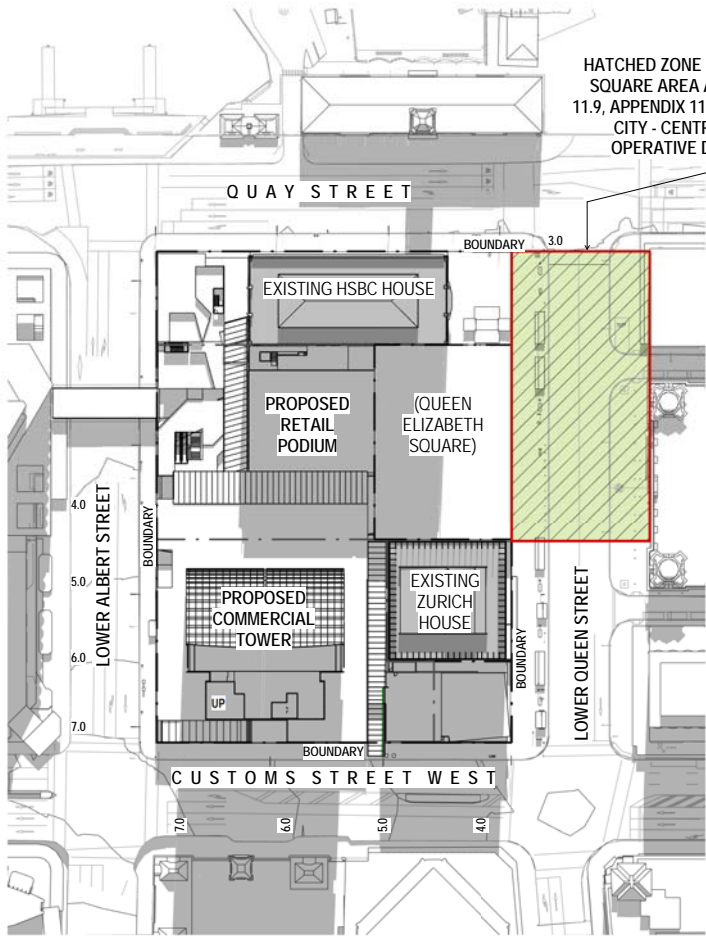 HATCHED ZONE
SQUARE AREA A
11.9, APPENDIX 11
CITY - CENTR
OPERATIVE D
QUAY STREET
BOUNDARY
3.0
EXISTING HSBC HOUSE
PROPOSED
RETAIL
PODIUM
(QUEEN
ELIZABETH
SQUARE)
4.0
5.0
6.0
7.0
LOWER ALBERT STREET
BOUNDARY
PROPOSED
COMMERCIAL
TOWER
UP
EXISTING
ZURICH
HOUSE
BOUNDARY
LOWER QUEEN STREET
BOUNDARY
CUSTOMS STREET WEST
7.0
6.0
5.0
4.0